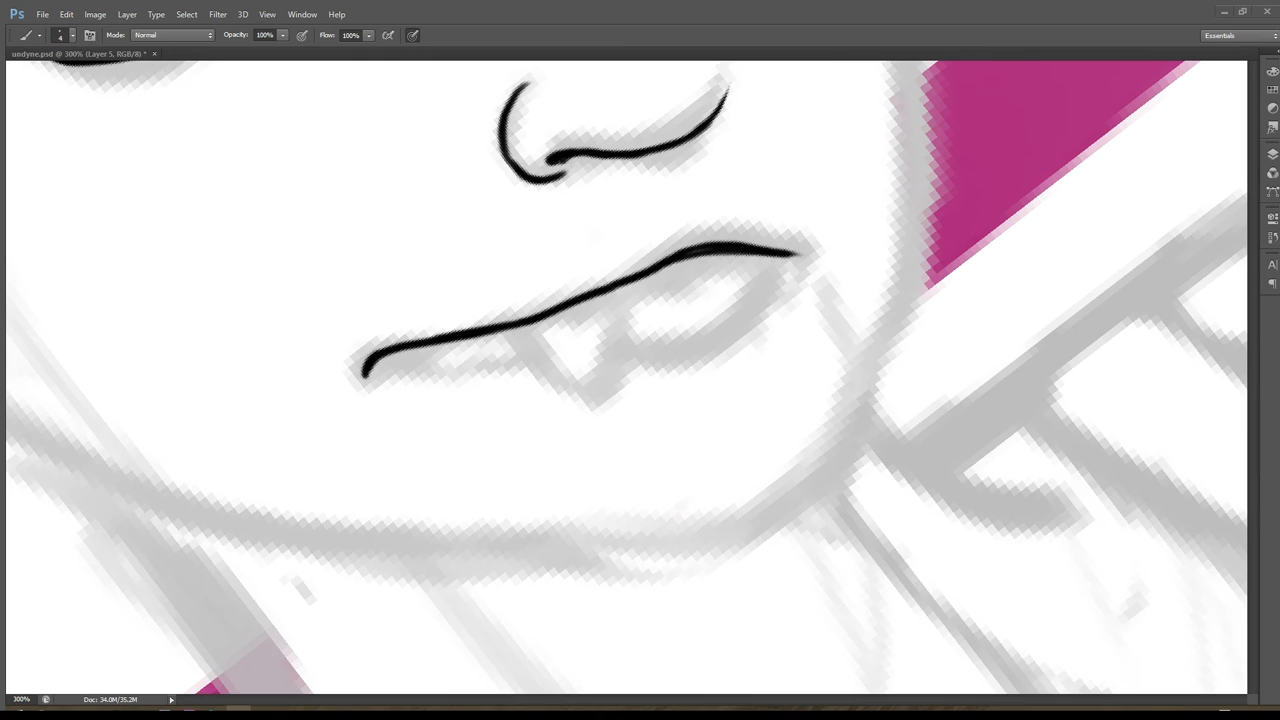 Ps File Edit Image Layer Type Select Filter 3D View Window Help
4 Mode: Normal Opacity: 100% Flow: 100% Essentials
undyne.psd @ 300% (Layer 5, RGB/8) * ×
A
300% Doc: 34.0M/35.2M